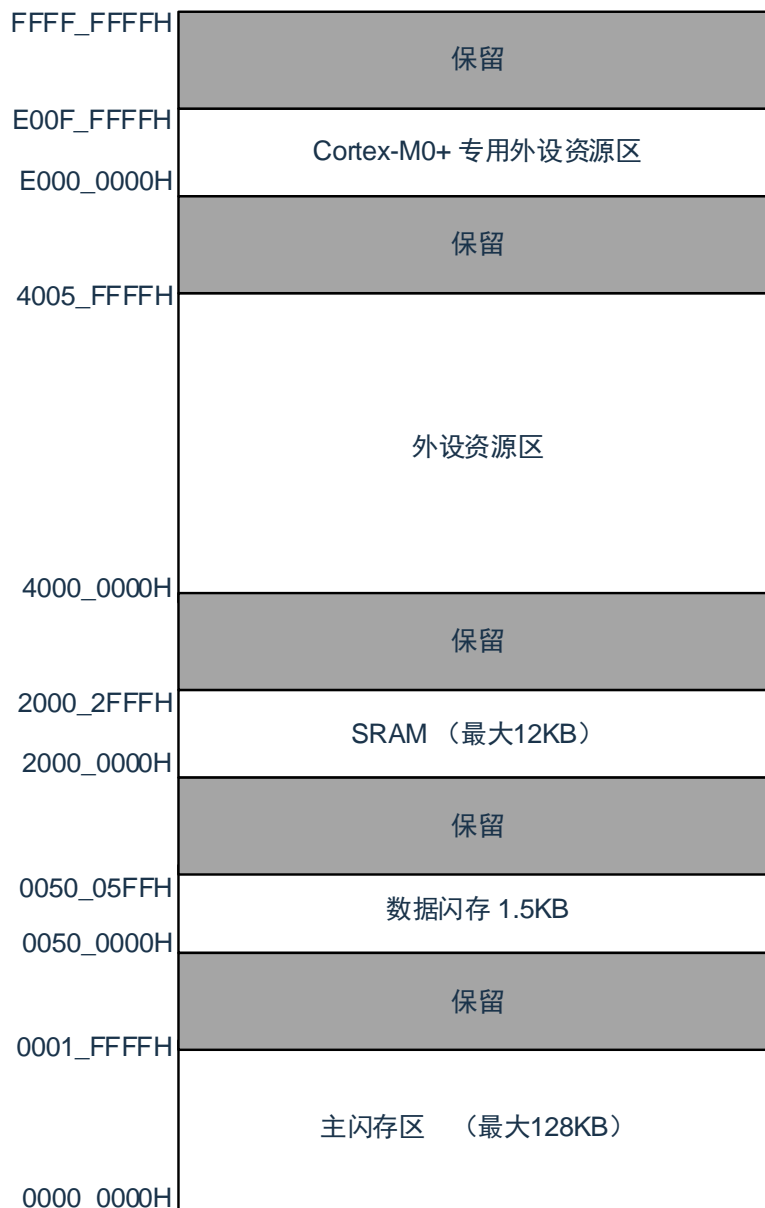 FFFF_FFFFH
保留
E00F_FFFFH
Cortex-M0+ 专用外设资源区
E000_0000H
保留
4005_FFFFH
外设资源区
4000_0000H
保留
2000_2FFFH
SRAM （最大12KB）
2000_0000H
保留
0050_05FFH
数据闪存 1.5KB
0050_0000H
保留
0001_FFFFH
主闪存区 （最大128KB）
0000_0000H